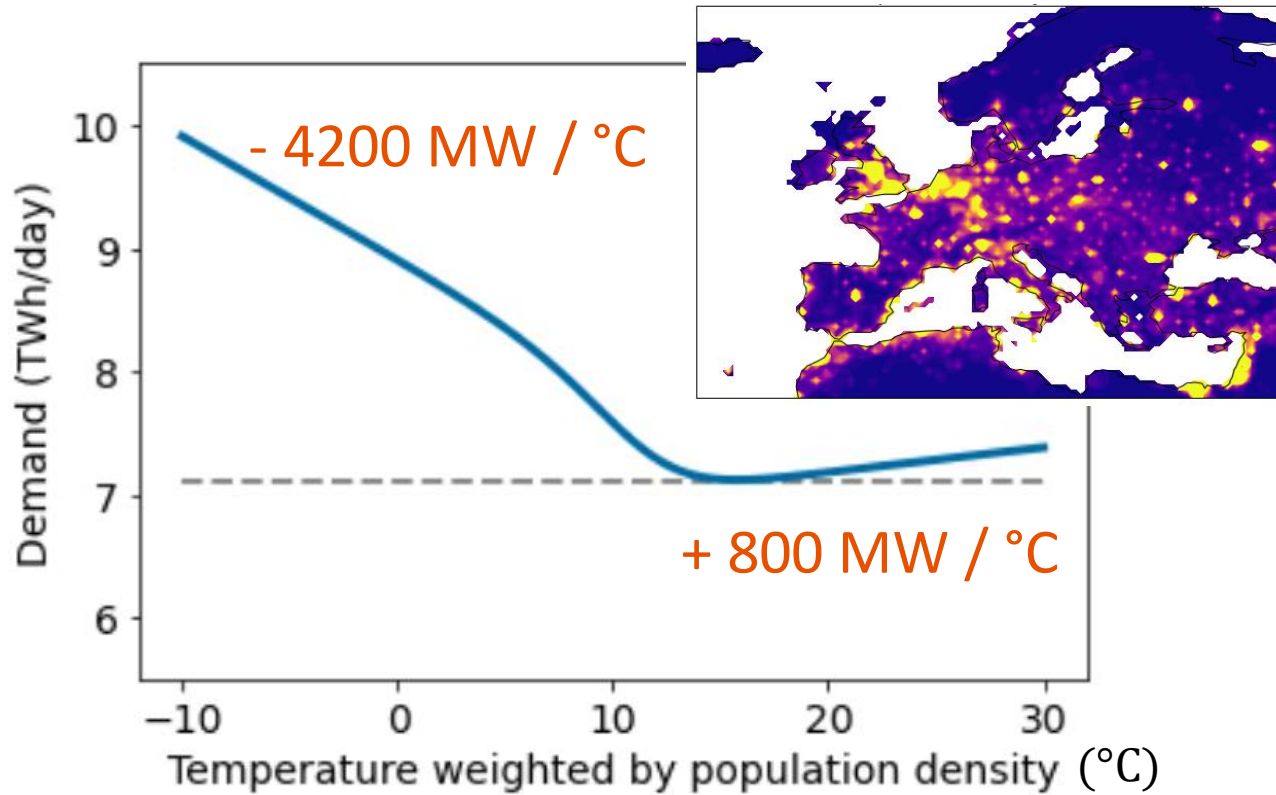 - 4200 MW / °C
+ 800 MW / °C
Demand (TWh/day)
10
9
8
7
6
−10 0 10 20 30
Temperature weighted by population density (°C)